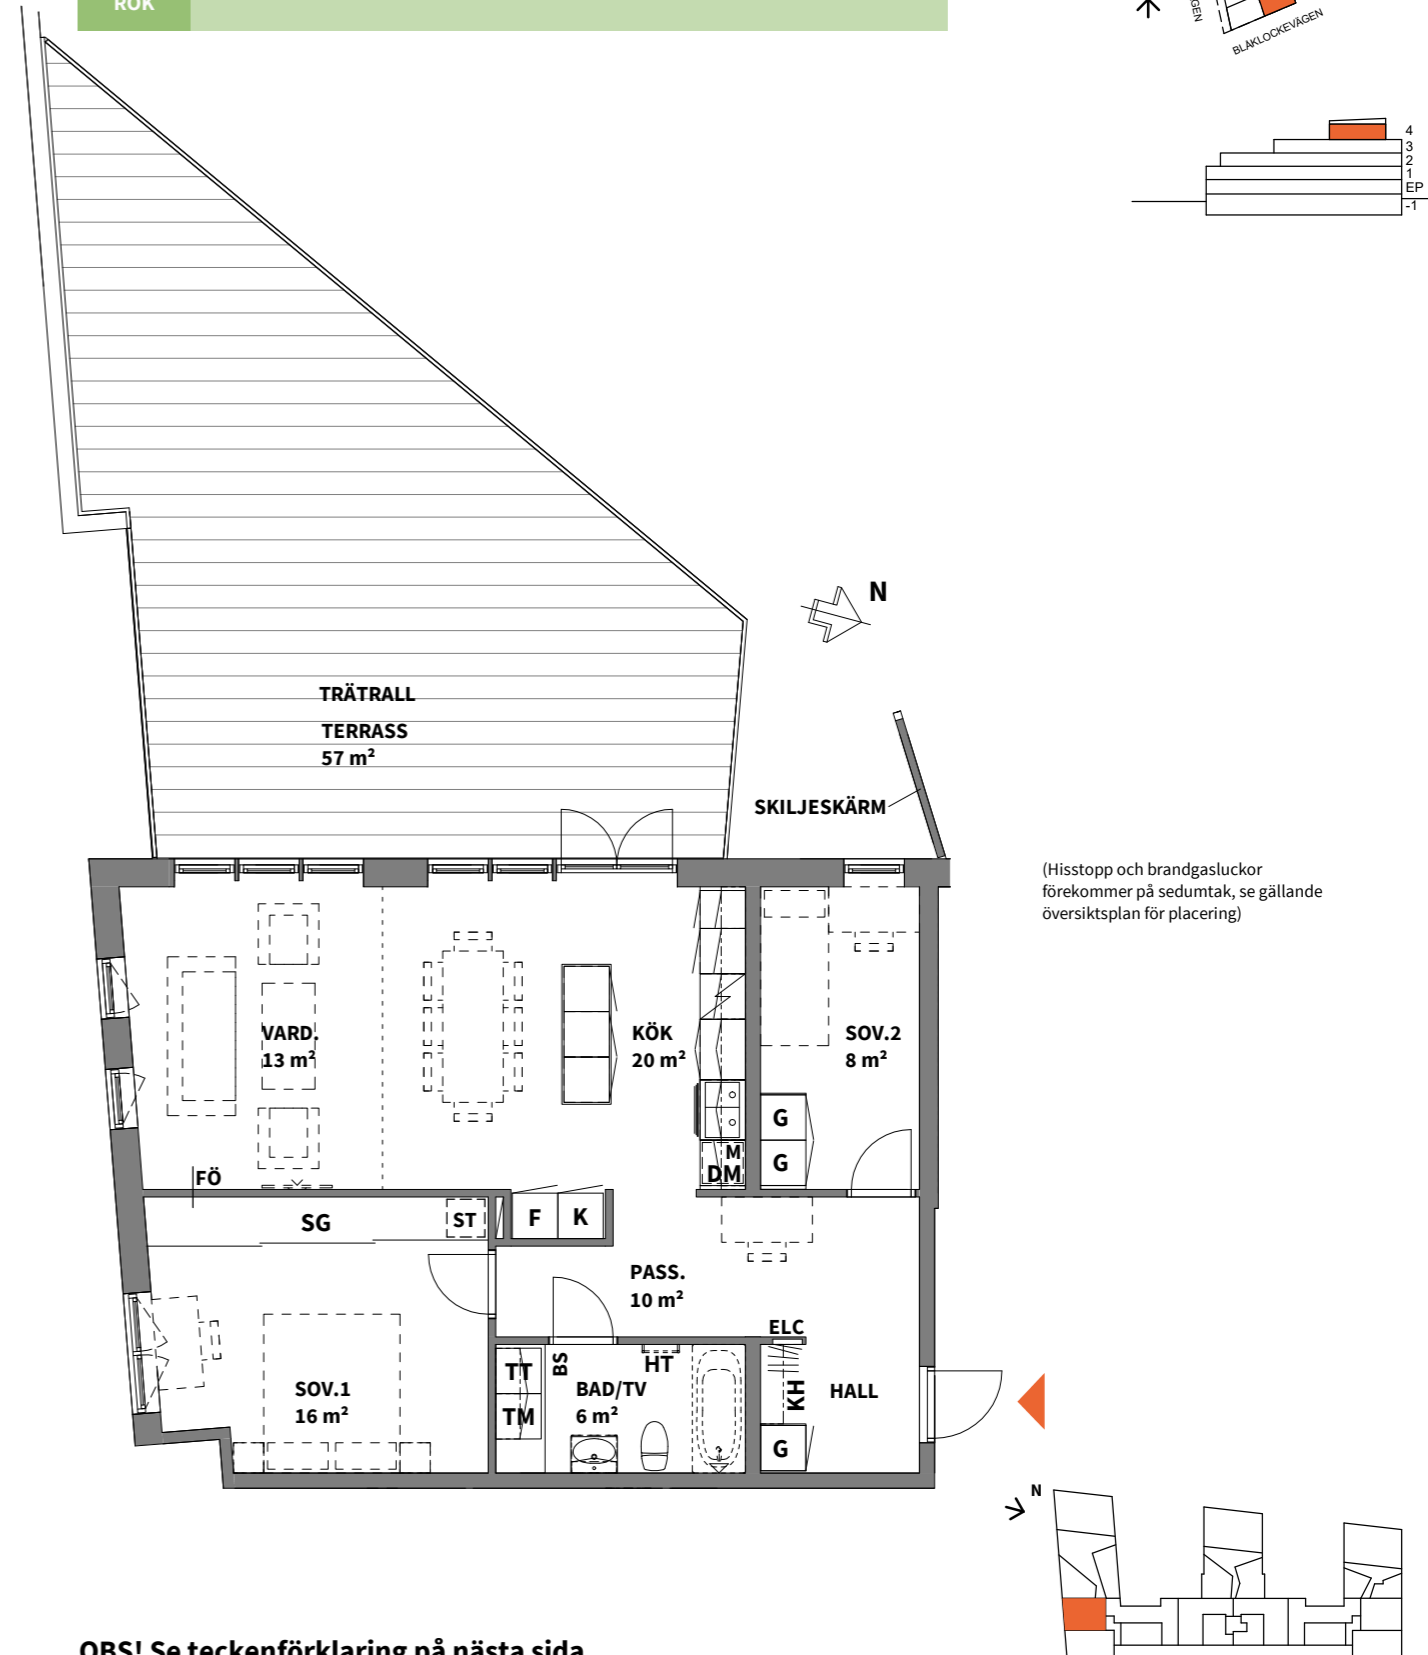 ROK
GEN
BLÅKLOCKEVÄGEN
4
3
2
1
EP
-1
N
TRÄTRALL
TERRASS
57 m²
SKILJESKÄRM
(Hisstopp och brandgasluckor
förekommer på sedumtak, se gällande
översiktsplan för placering)
VARD.
13 m²
KÖK
20 m²
SOV.2
8 m²
G
G
M
DM
FÖ
SG
ST
F
K
PASS.
10 m²
ELC
TT
TM
BS
HT
BAD/TV
6 m²
KH
HALL
G
SOV.1
16 m²
N
OBS! Se teckenförklaring på nästa sida